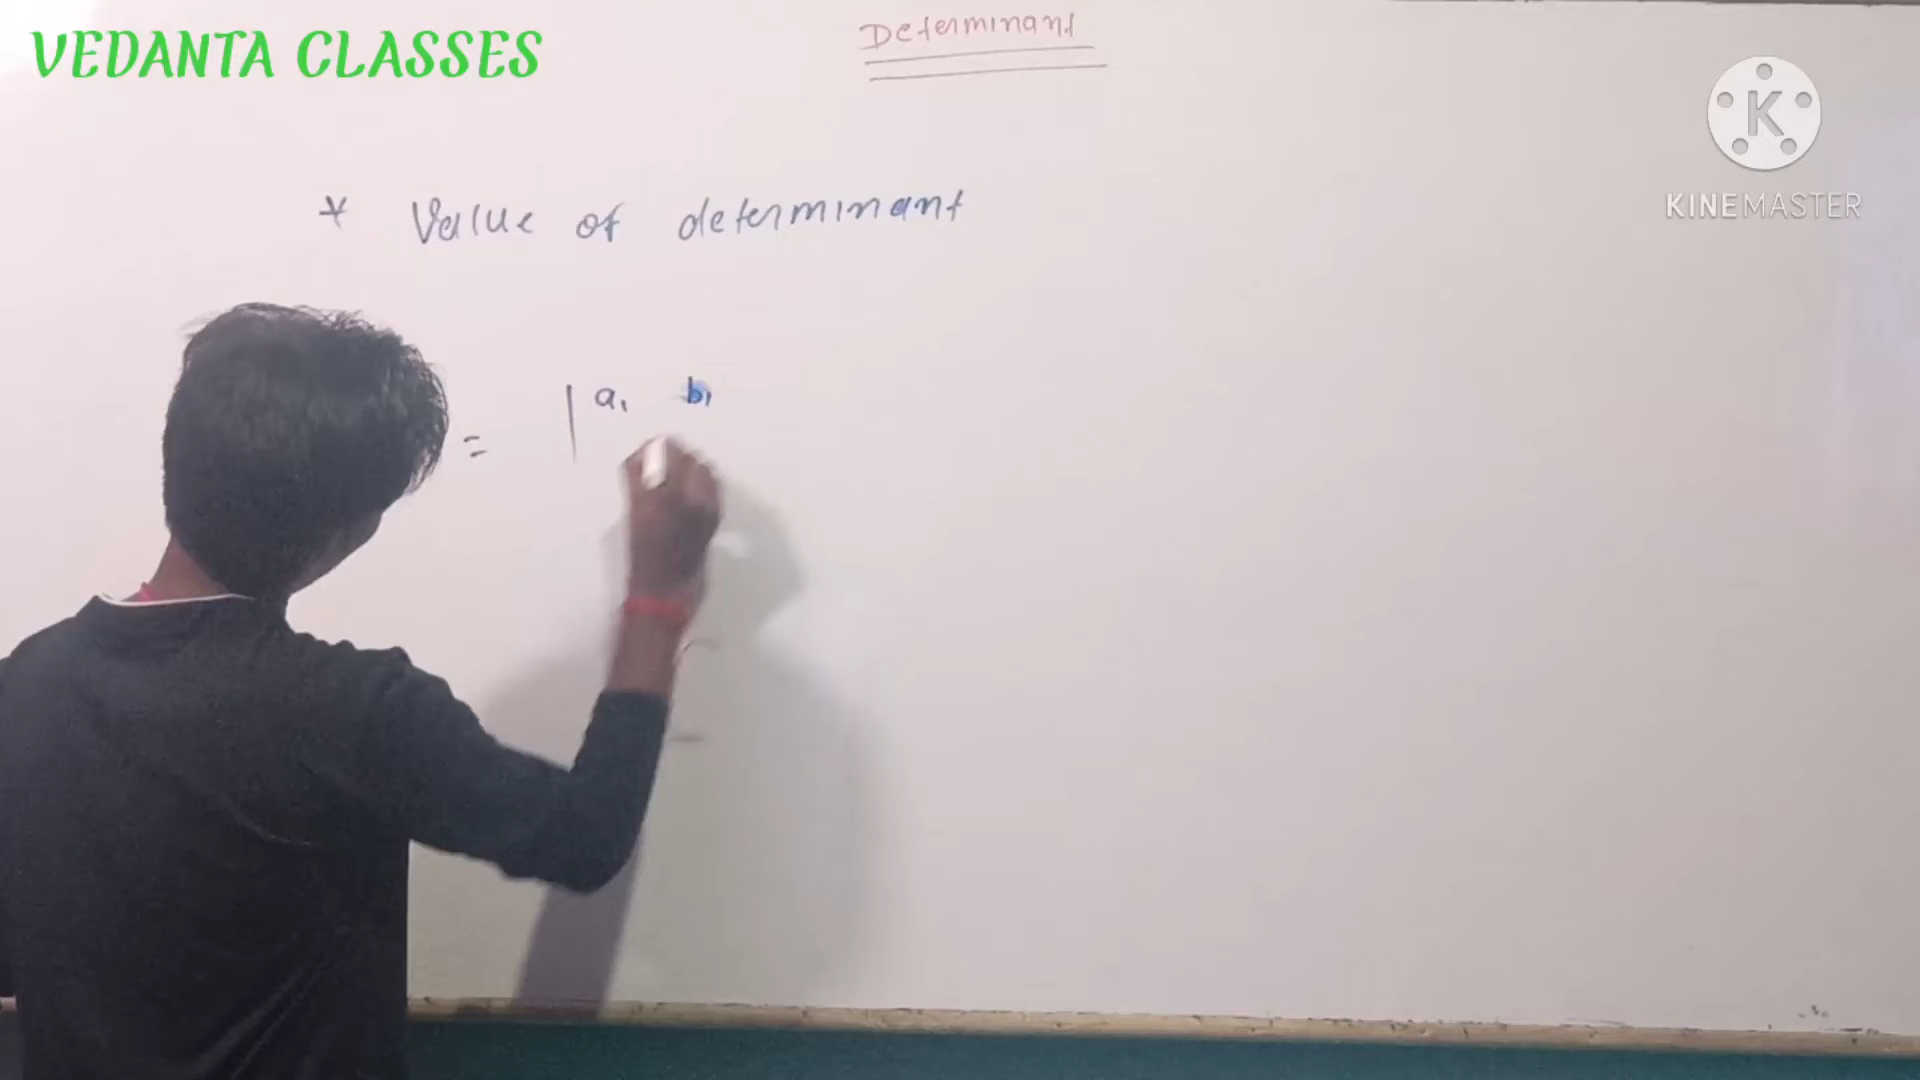 VEDANTA CLASSES
Determinant
K
KINEMASTER
* Value of determinant
= | a₁ b₁